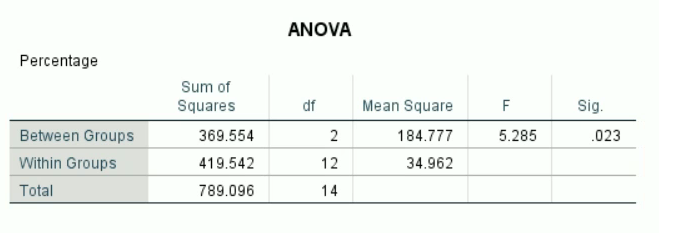 ANOVA
Percentage
Sum of Squares df Mean Square F Sig.
Between Groups 369.554 2 184.777 5.285 .023
Within Groups 419.542 12 34.962
Total 789.096 14